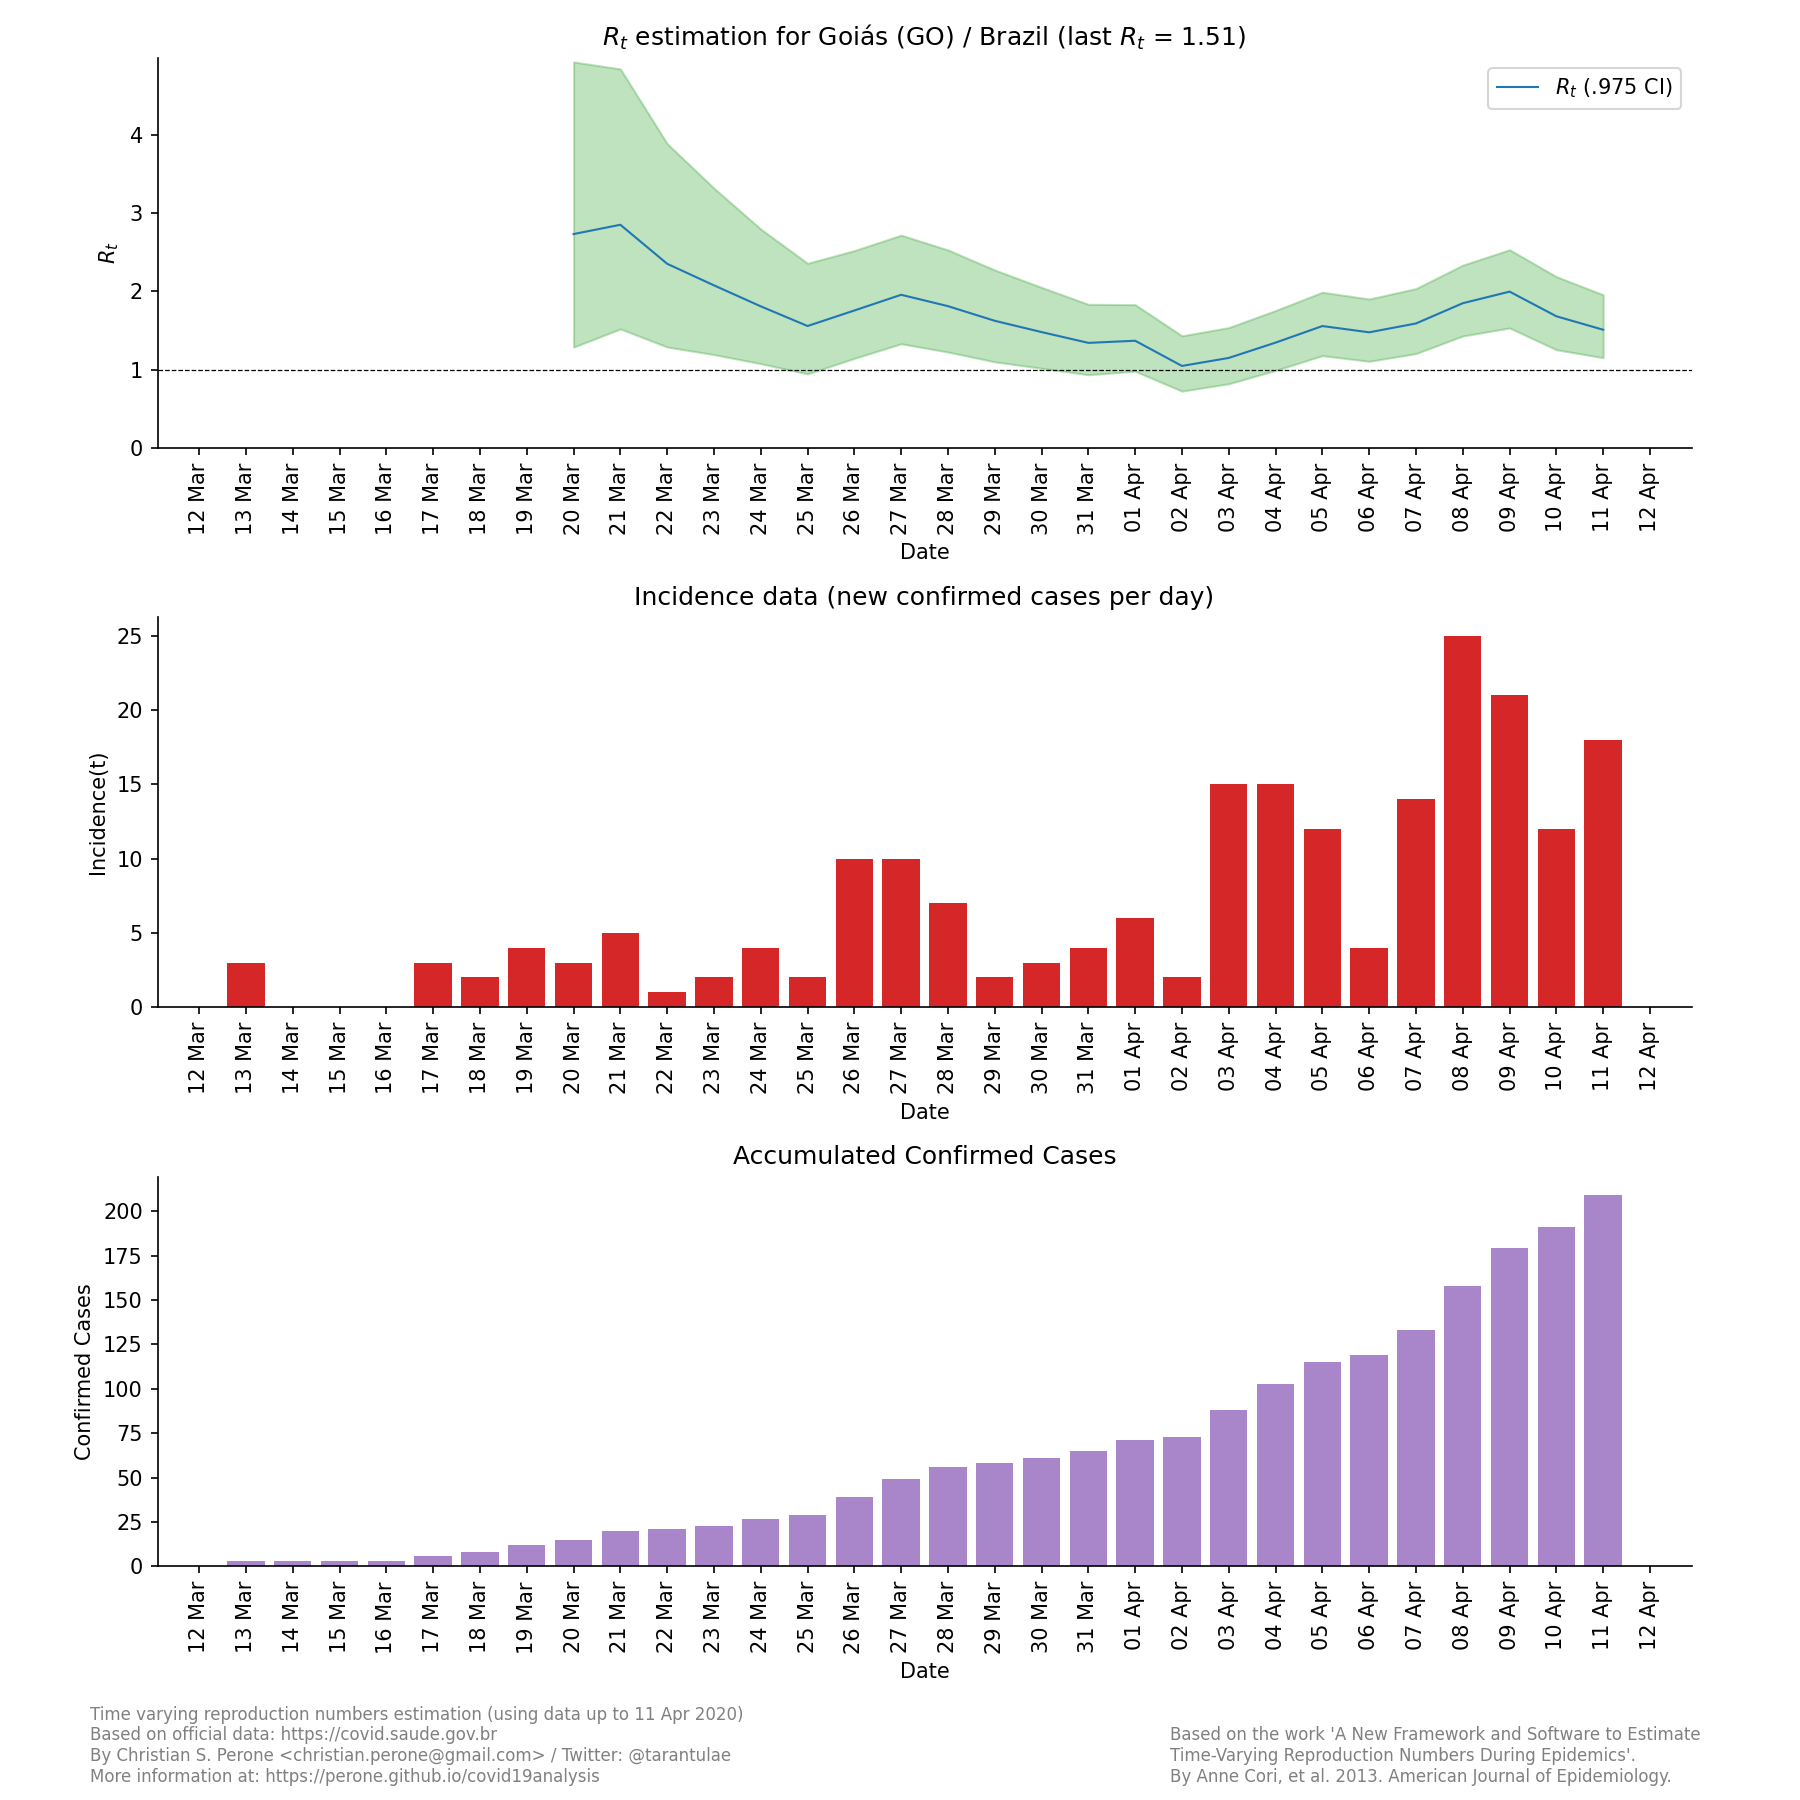 R_t estimation for Goiás (GO) / Brazil (last R_t = 1.51)
R_t (.975 CI)
R_t
4
3
2
1
0
12 Mar 13 Mar 14 Mar 15 Mar 16 Mar 17 Mar 18 Mar 19 Mar 20 Mar 21 Mar 22 Mar 23 Mar 24 Mar 25 Mar 26 Mar 27 Mar 28 Mar 29 Mar 30 Mar 31 Mar 01 Apr 02 Apr 03 Apr 04 Apr 05 Apr 06 Apr 07 Apr 08 Apr 09 Apr 10 Apr 11 Apr 12 Apr
Date
Incidence data (new confirmed cases per day)
Incidence(t)
25
20
15
10
5
0
12 Mar 13 Mar 14 Mar 15 Mar 16 Mar 17 Mar 18 Mar 19 Mar 20 Mar 21 Mar 22 Mar 23 Mar 24 Mar 25 Mar 26 Mar 27 Mar 28 Mar 29 Mar 30 Mar 31 Mar 01 Apr 02 Apr 03 Apr 04 Apr 05 Apr 06 Apr 07 Apr 08 Apr 09 Apr 10 Apr 11 Apr 12 Apr
Date
Accumulated Confirmed Cases
Confirmed Cases
200
175
150
125
100
75
50
25
0
12 Mar 13 Mar 14 Mar 15 Mar 16 Mar 17 Mar 18 Mar 19 Mar 20 Mar 21 Mar 22 Mar 23 Mar 24 Mar 25 Mar 26 Mar 27 Mar 28 Mar 29 Mar 30 Mar 31 Mar 01 Apr 02 Apr 03 Apr 04 Apr 05 Apr 06 Apr 07 Apr 08 Apr 09 Apr 10 Apr 11 Apr 12 Apr
Date
Time varying reproduction numbers estimation (using data up to 11 Apr 2020)
Based on official data: https://covid.saude.gov.br
By Christian S. Perone <christian.perone@gmail.com> / Twitter: @tarantulae
More information at: https://perone.github.io/covid19analysis
Based on the work 'A New Framework and Software to Estimate
Time-Varying Reproduction Numbers During Epidemics'.
By Anne Cori, et al. 2013. American Journal of Epidemiology.